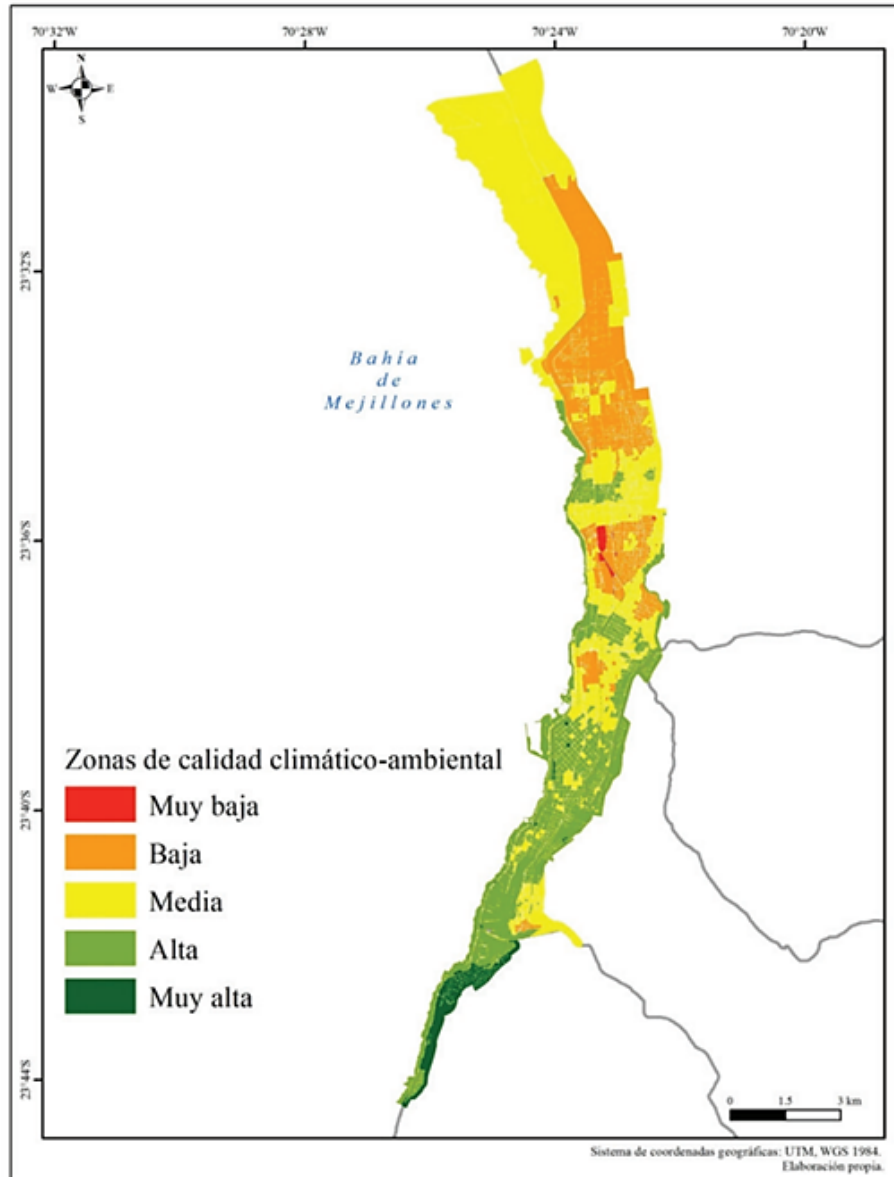 70°32'W
70°28'W
70°24'W
70°20'W
N
W
E
S
23°32'S
Bahía
de
Mejillones
23°36'S
Zonas de calidad climático-ambiental
Muy baja
23°40'S
Baja
Media
Alta
Muy alta
23°44'S
0 1.5 3 km
Sistema de coordenadas geográficas: UTM, WGS 1984.
Elaboración propia.